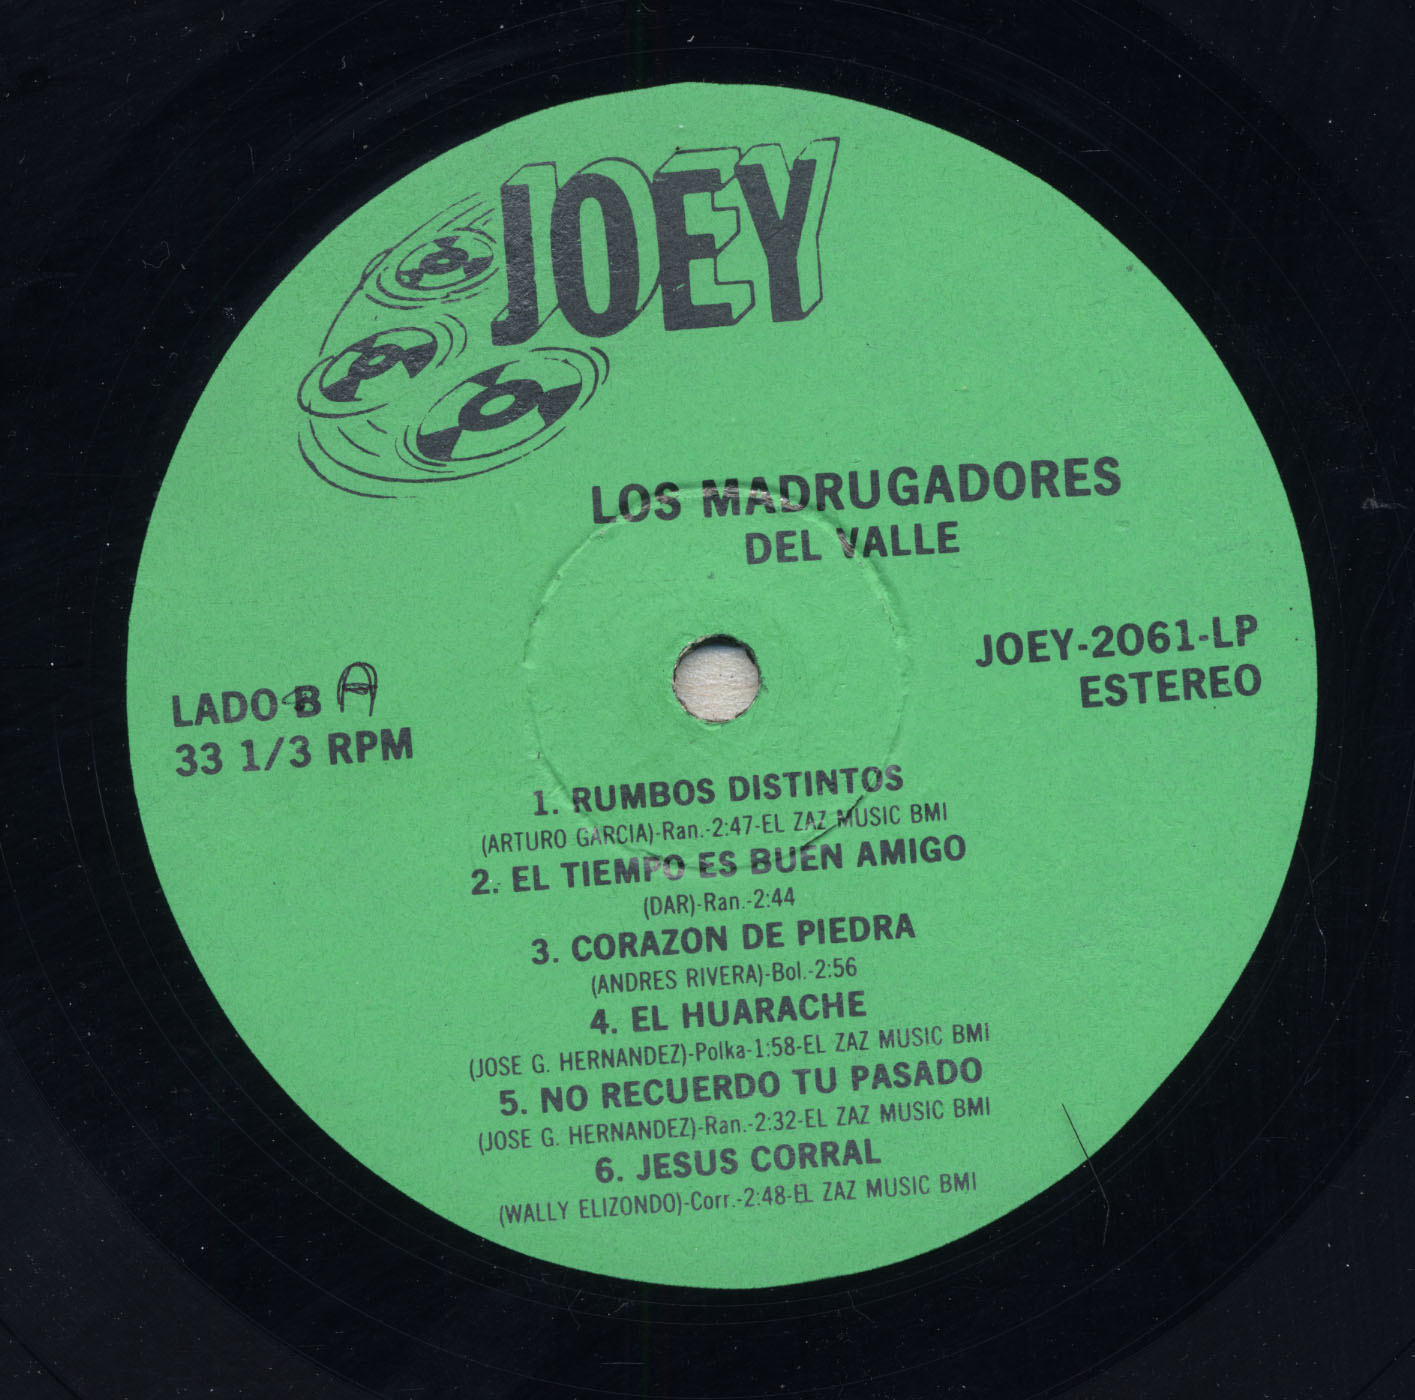 JOEY
LOS MADRUGADORES
DEL VALLE
JOEY-2061-LP
ESTEREO
LADO B A
33 1/3 RPM
1. RUMBOS DISTINTOS
(ARTURO GARCIA)-Ran.-2:47-EL ZAZ MUSIC BMI
2. EL TIEMPO ES BUEN AMIGO
(DAR)-Ran.-2:44
3. CORAZON DE PIEDRA
(ANDRES RIVERA)-Bol.-2:56
4. EL HUARACHE
(JOSE G. HERNANDEZ)-Polka-1:58-EL ZAZ MUSIC BMI
5. NO RECUERDO TU PASADO
(JOSE G. HERNANDEZ)-Ran.-2:32-EL ZAZ MUSIC BMI
6. JESUS CORRAL
(WALLY ELIZONDO)-Corr.-2:48-EL ZAZ MUSIC BMI